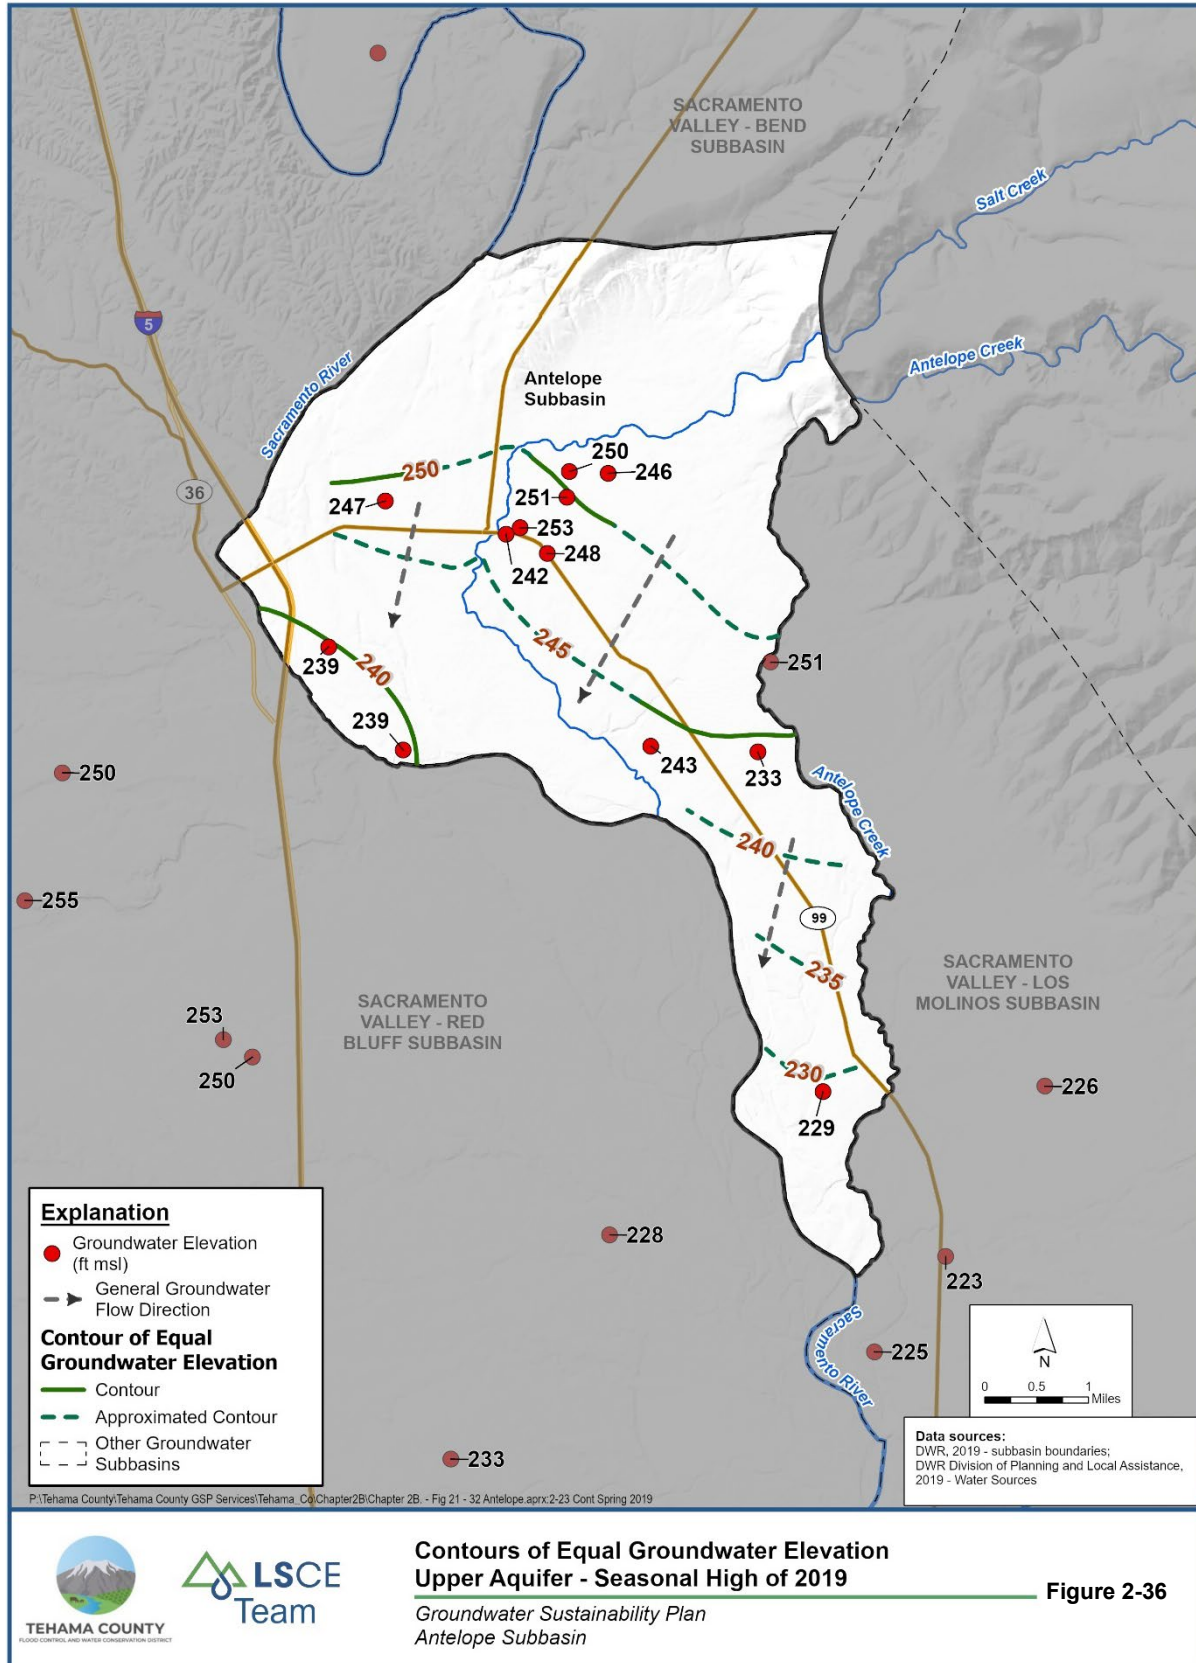 SACRAMENTO
VALLEY - BEND
SUBBASIN
Salt Creek
5
Antelope Creek
Sacramento River
Antelope
Subbasin
250
250
246
36
247
251
253
242
248
245
239
240
251
239
243
233
250
Antelope Creek
240
255
99
235
SACRAMENTO
VALLEY - LOS
MOLINOS SUBBASIN
SACRAMENTO
VALLEY - RED
BLUFF SUBBASIN
253
250
230
226
229
228
223
Sacramento River
225
233
Explanation
Groundwater Elevation
(ft msl)
General Groundwater
Flow Direction
Contour of Equal
Groundwater Elevation
Contour
Approximated Contour
Other Groundwater
Subbasins
N
0 0.5 1
Miles
Data sources:
DWR, 2019 - subbasin boundaries;
DWR Division of Planning and Local Assistance,
2019 - Water Sources
P:\Tehama County\Tehama County GSP Services\Tehama_Co\Chapter2B\Chapter 2B. - Fig 21 - 32 Antelope.aprx:2-23 Cont Spring 2019
TEHAMA COUNTY
FLOOD CONTROL AND WATER CONSERVATION DISTRICT
LSCE
Team
Contours of Equal Groundwater Elevation
Upper Aquifer - Seasonal High of 2019
Groundwater Sustainability Plan
Antelope Subbasin
Figure 2-36